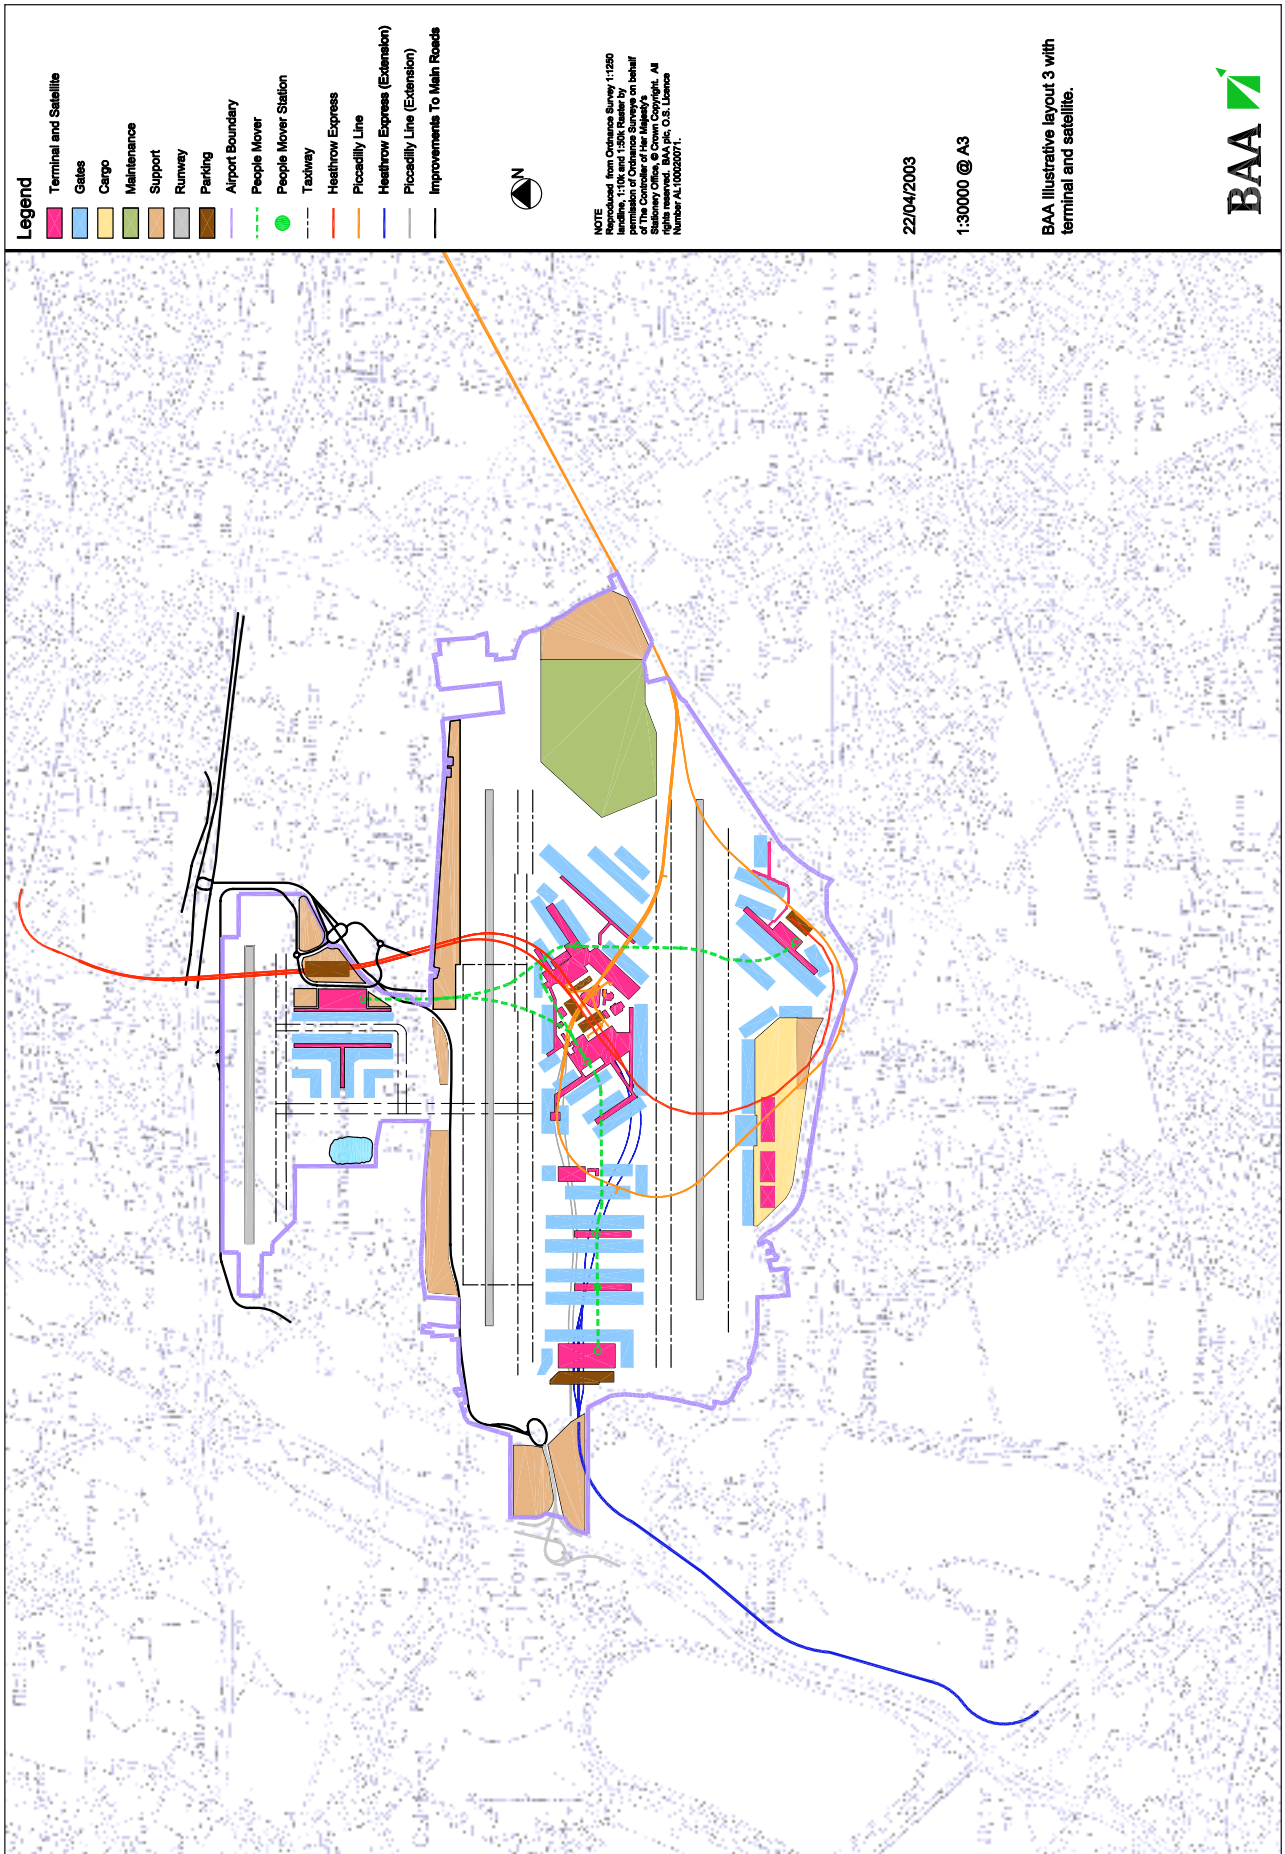 Legend
Terminal and Satellite
Gates
Cargo
Maintenance
Support
Runway
Parking
Airport Boundary
People Mover
People Mover Station
Taxiway
Heathrow Express
Piccadilly Line
Heathrow Express (Extension)
Piccadilly Line (Extension)
Improvements To Main Roads
N
NOTE
Reproduced from Ordnance Survey 1:1250
landline, 1:10k and 1:50k Raster by
permission of Ordnance Surveys on behalf
of The Controller of Her Majesty's
Stationery Office, © Crown Copyright. All
rights reserved. BAA plc, O.S. Licence
Number AL100020071.
22/04/2003
1:30000 @ A3
BAA Illustrative layout 3 with
terminal and satellite.
BAA